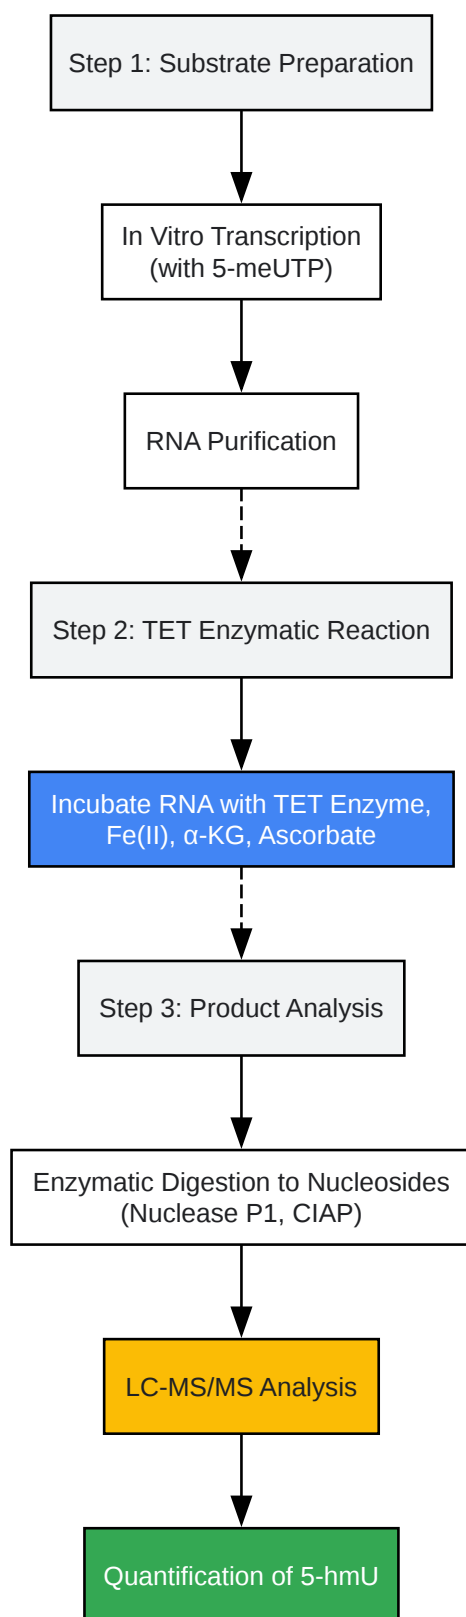 Step 1: Substrate Preparation
In Vitro Transcription
(with 5-meUTP)
RNA Purification
Step 2: TET Enzymatic Reaction
Incubate RNA with TET Enzyme,
Fe(II), α-KG, Ascorbate
Step 3: Product Analysis
Enzymatic Digestion to Nucleosides
(Nuclease P1, CIAP)
LC-MS/MS Analysis
Quantification of 5-hmU